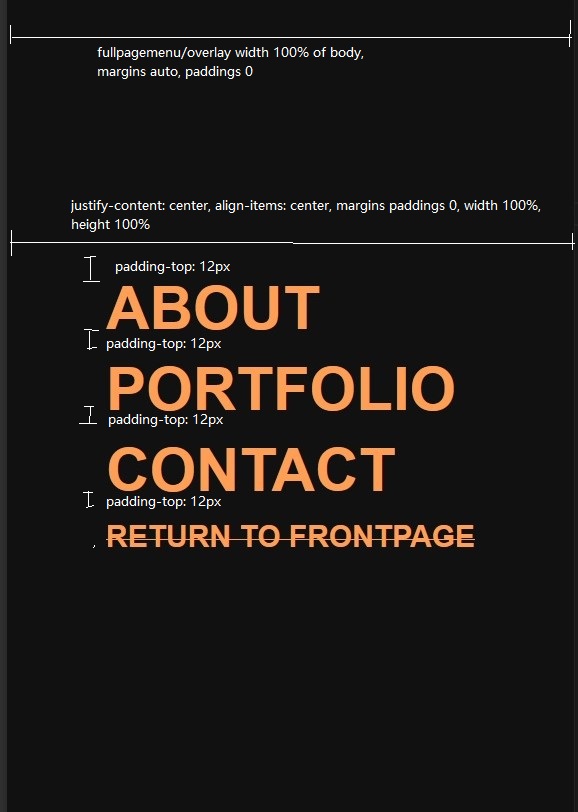 fullpagemenu/overlay width 100% of body,
margins auto, paddings 0
justify-content: center, align-items: center, margins paddings 0, width 100%,
height 100%
padding-top: 12px
ABOUT
padding-top: 12px
PORTFOLIO
padding-top: 12px
CONTACT
padding-top: 12px
RETURN TO FRONTPAGE